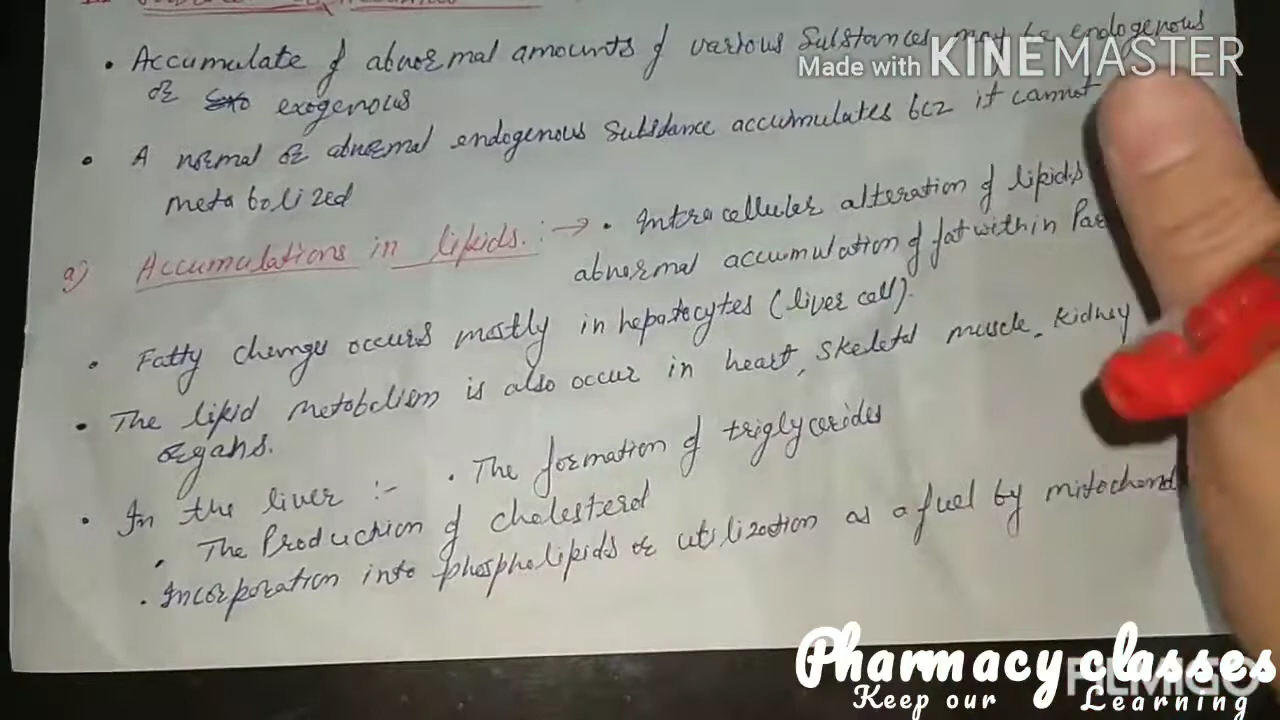 • Accumulate of abnormal amounts of various Substances may be endogenous
or exogenous
• A normal or abnormal endogenous Substance accumulates bcz it cannot
metabolized
a) Accumulations in lipids. :→ • Intracellular alteration of lipids
abnormal accumulation of fat within Par
• Fatty changes occurs mostly in hepatocytes (liver cell).
• The lipid metabolism is also occur in heart, skeletal muscle, kidney
organs.
• In the liver :- • The formation of triglycerides
• The Production of cholesterol
• Incorporation into phospholipids or utilization as a fuel by mitochond
Made with KINEMASTER
Pharmacy classes
Keep our Learning
FILMIGO